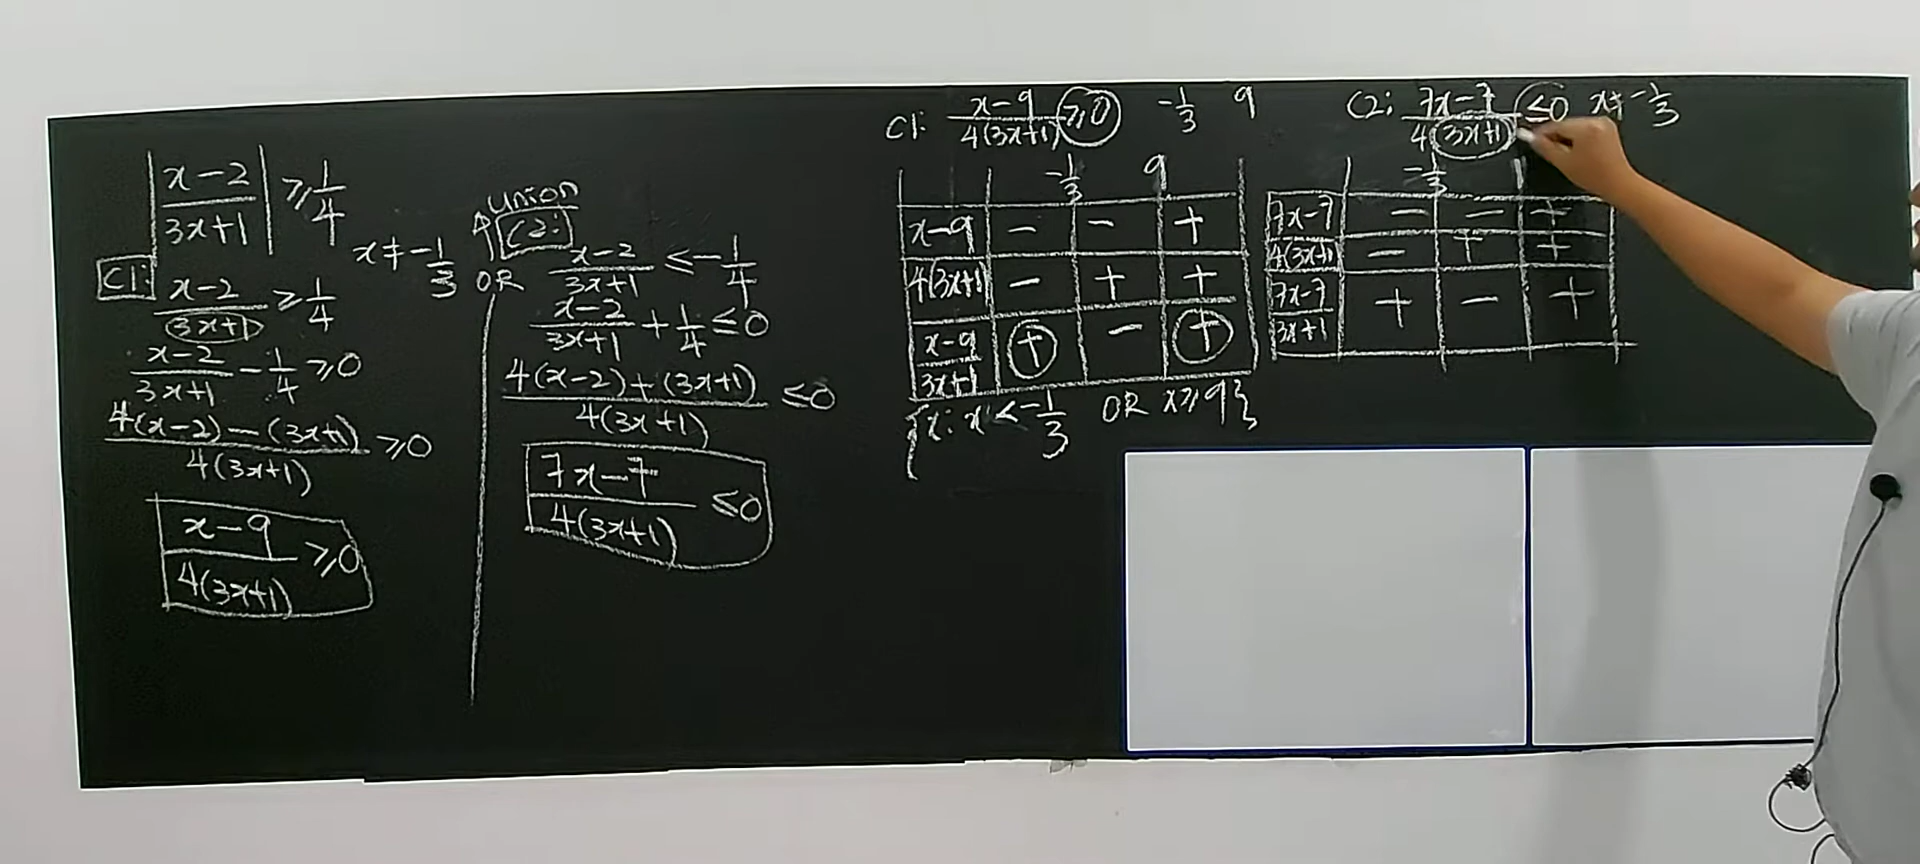 |x-2 / 3x+1| ≥ 1/4
x ≠ -1/3
C1:
x-2 / 3x+1 ≥ 1/4
x-2 / 3x+1 - 1/4 ≥ 0
4(x-2) - (3x+1) / 4(3x+1) ≥ 0
x-9 / 4(3x+1) ≥ 0
union
OR
C2:
x-2 / 3x+1 ≤ -1/4
x-2 / 3x+1 + 1/4 ≤ 0
4(x-2) + (3x+1) / 4(3x+1) ≤ 0
7x-7 / 4(3x+1) ≤ 0
C1: x-9 / 4(3x+1) ≥ 0 -1/3 9
-1/3 9
x-9 - - +
4(3x+1) - + +
x-9 / 3x+1 + - +
{x: x < -1/3 OR x ≥ 9}
C2: 7x-7 / 4(3x+1) ≤ 0 x ≠ -1/3
-1/3 1
7x-7 - - +
4(3x+1) - + +
7x-7 / 3x+1 + - +